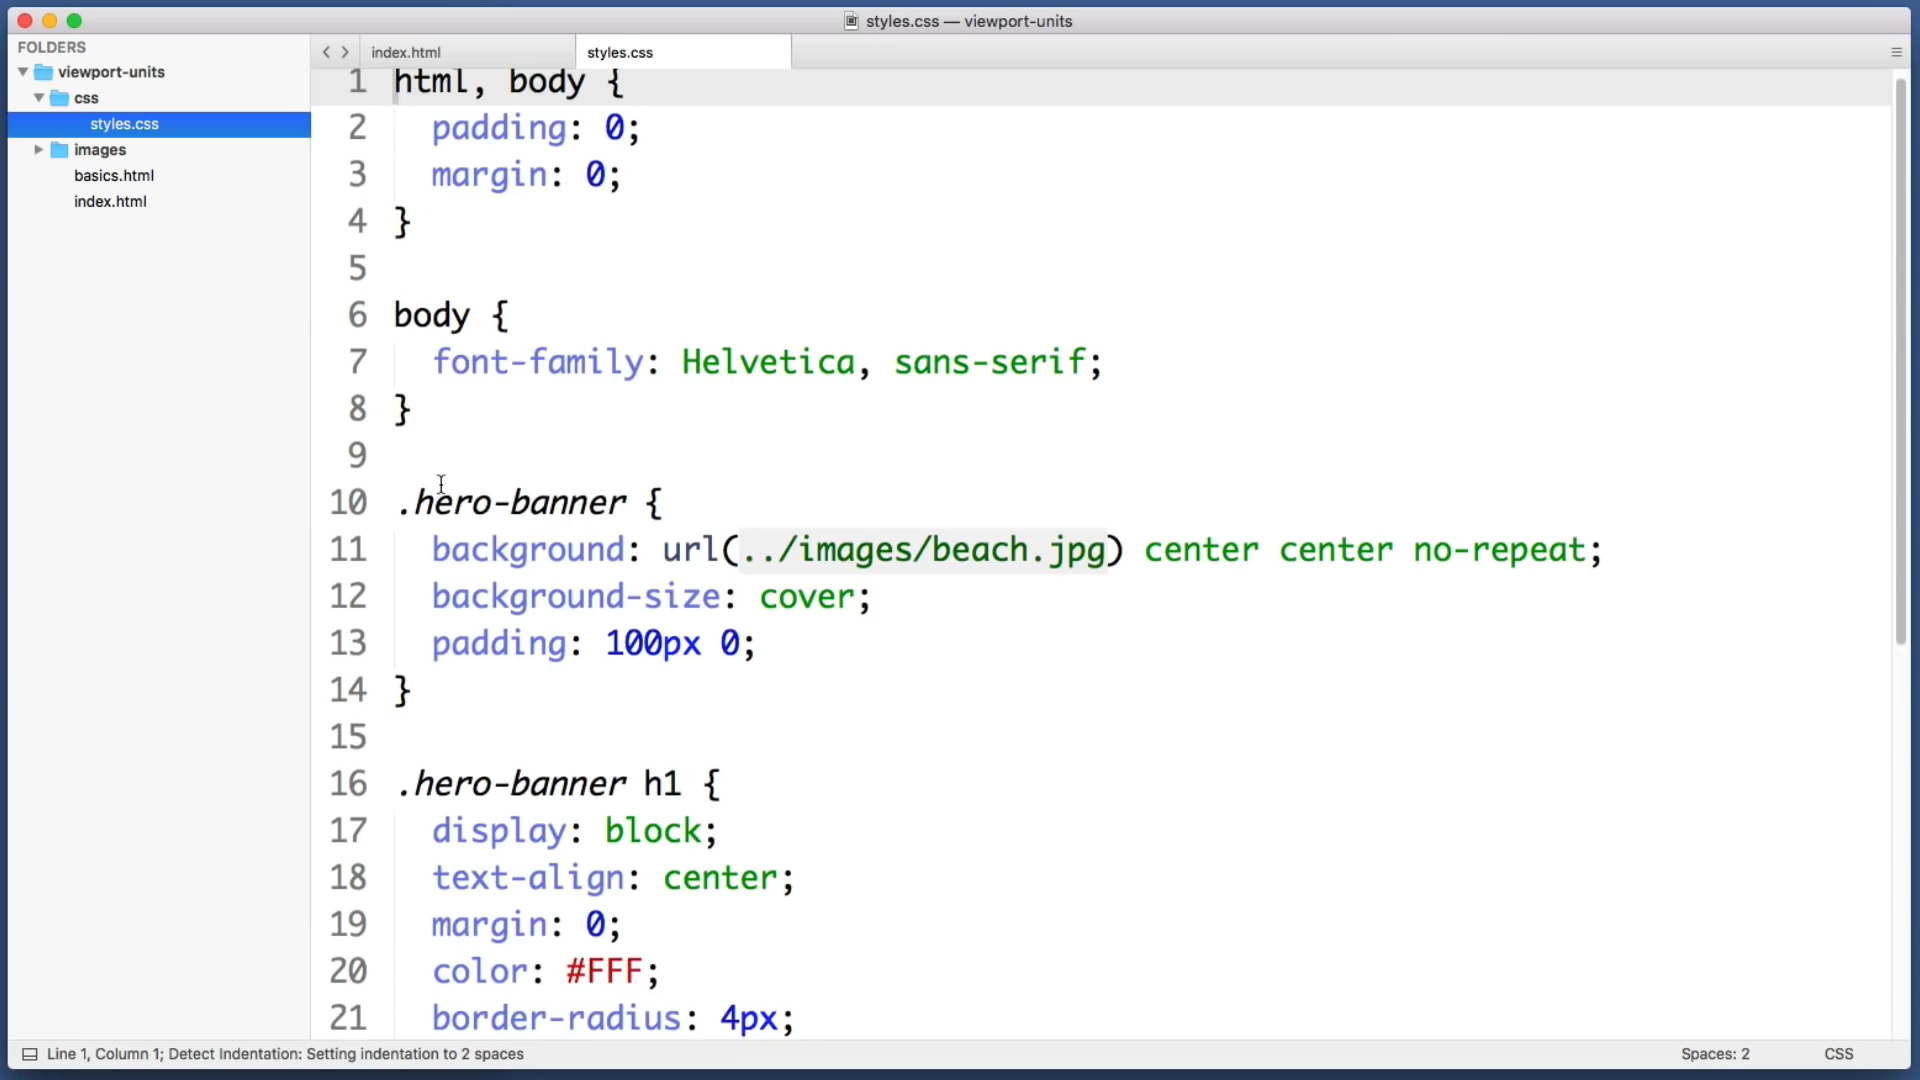 styles.css — viewport-units
FOLDERS
viewport-units
css
styles.css
images
basics.html
index.html
index.html
styles.css
1 html, body {
2 padding: 0;
3 margin: 0;
4 }
5
6 body {
7 font-family: Helvetica, sans-serif;
8 }
9
10 .hero-banner {
11 background: url(../images/beach.jpg) center center no-repeat;
12 background-size: cover;
13 padding: 100px 0;
14 }
15
16 .hero-banner h1 {
17 display: block;
18 text-align: center;
19 margin: 0;
20 color: #FFF;
21 border-radius: 4px;
Line 1, Column 1; Detect Indentation: Setting indentation to 2 spaces
Spaces: 2
CSS